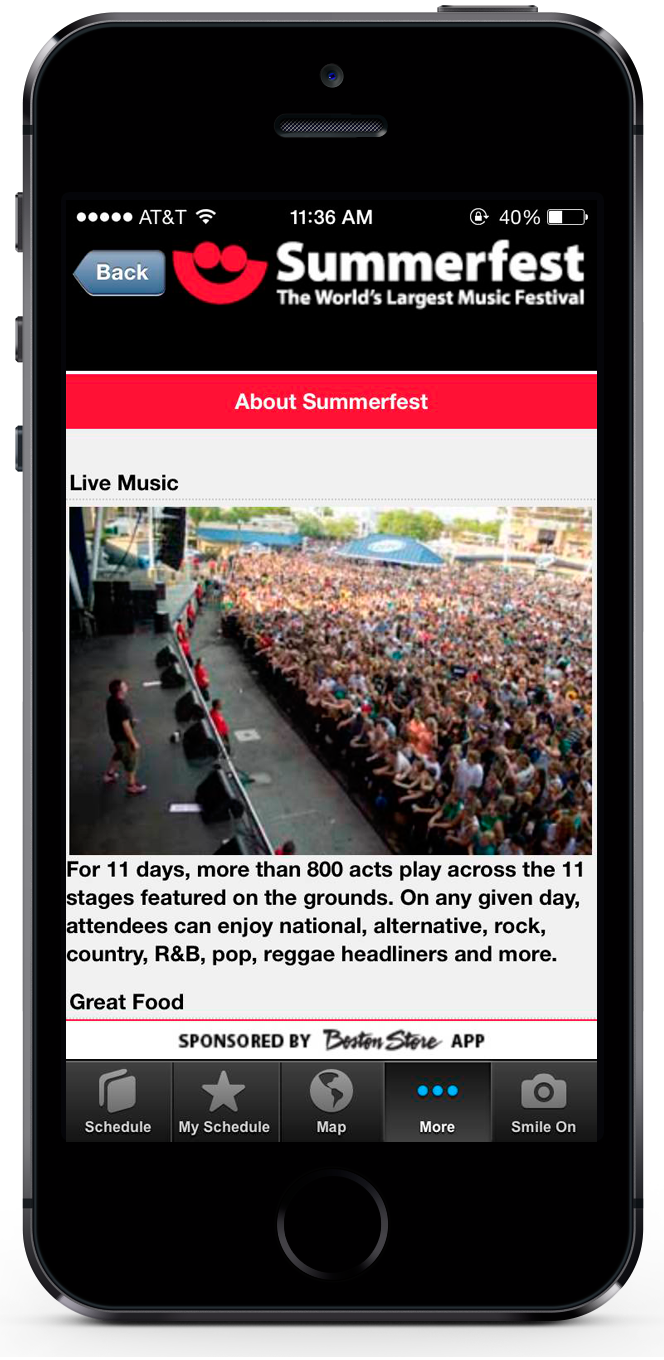 AT&T 11:36 AM 40%
Back
Summerfest
The World's Largest Music Festival
About Summerfest
Live Music
For 11 days, more than 800 acts play across the 11
stages featured on the grounds. On any given day,
attendees can enjoy national, alternative, rock,
country, R&B, pop, reggae headliners and more.
Great Food
SPONSORED BY Boston Store APP
Schedule My Schedule Map More Smile On